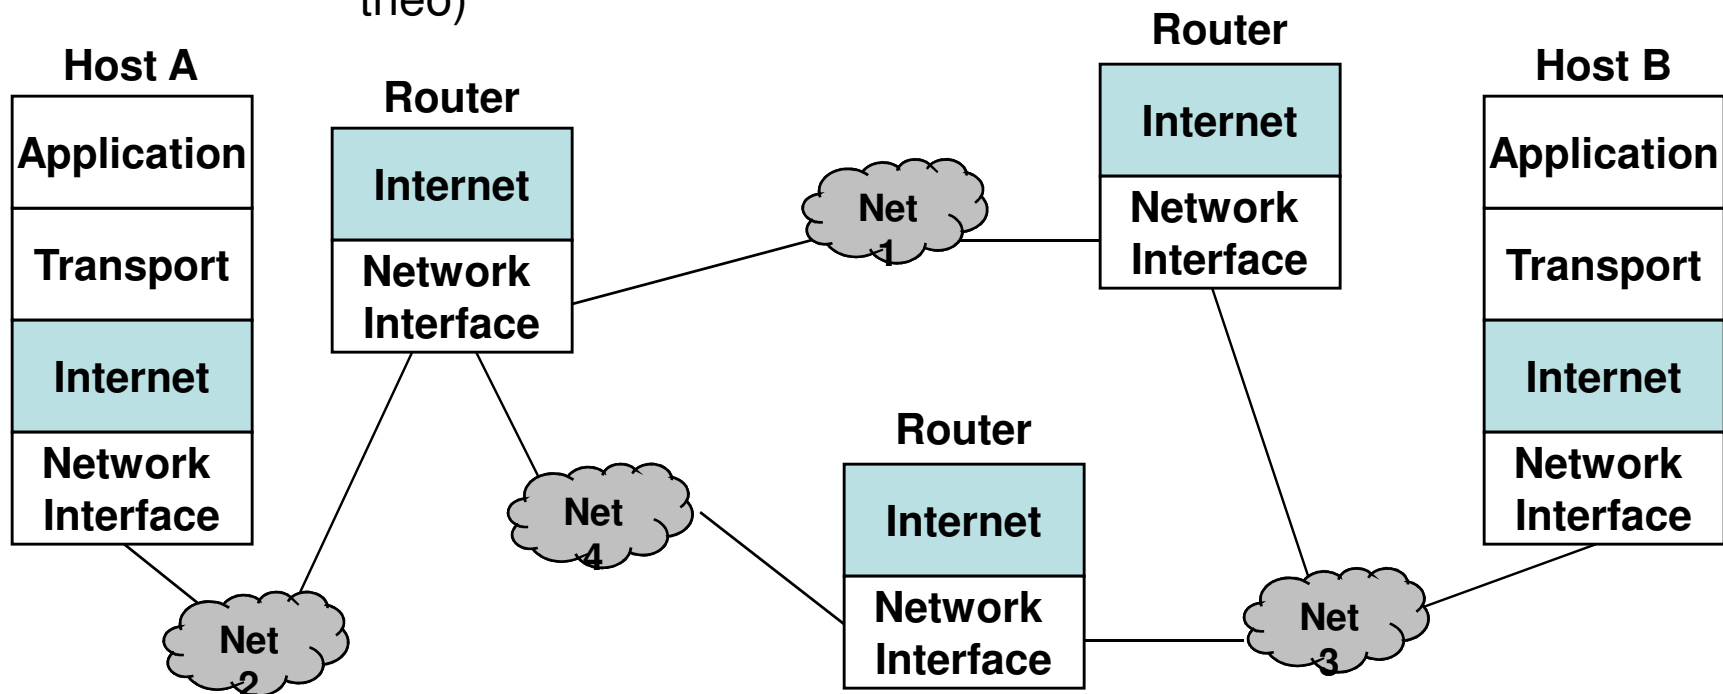 theo)
Host A
Application
Transport
Internet
Network
Interface
Router
Internet
Network
Interface
Net
1
Router
Internet
Network
Interface
Host B
Application
Transport
Internet
Network
Interface
Net
4
Router
Internet
Network
Interface
Net
2
Net
3